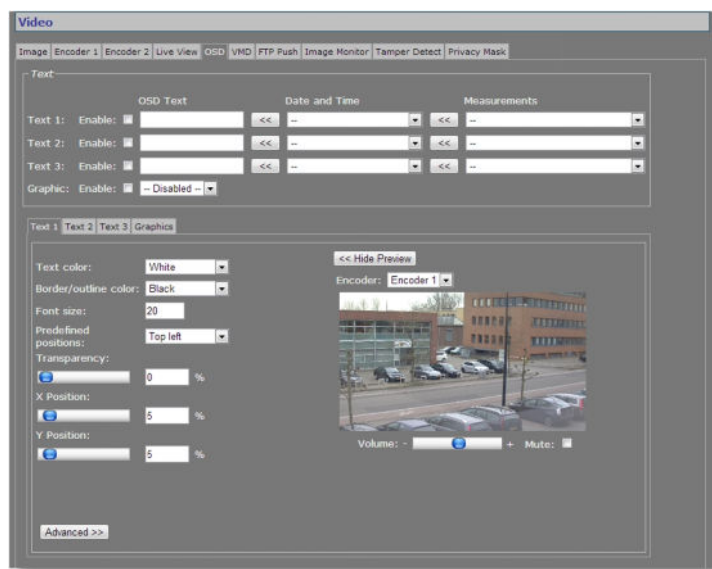 Video
Image Encoder 1 Encoder 2 Live View OSD VMD FTP Push Image Monitor Tamper Detect Privacy Mask
Text
OSD Text Date and Time Measurements
Text 1: Enable: << -- << --
Text 2: Enable: << -- << --
Text 3: Enable: << -- << --
Graphic: Enable: -- Disabled --
Text 1 Text 2 Text 3 Graphics
<< Hide Preview
Text color: White
Encoder: Encoder 1
Border/outline color: Black
Font size: 20
Predefined
positions: Top left
Transparency:
0 %
X Position:
5 %
Y Position:
5 %
Volume: - + Mute:
Advanced >>